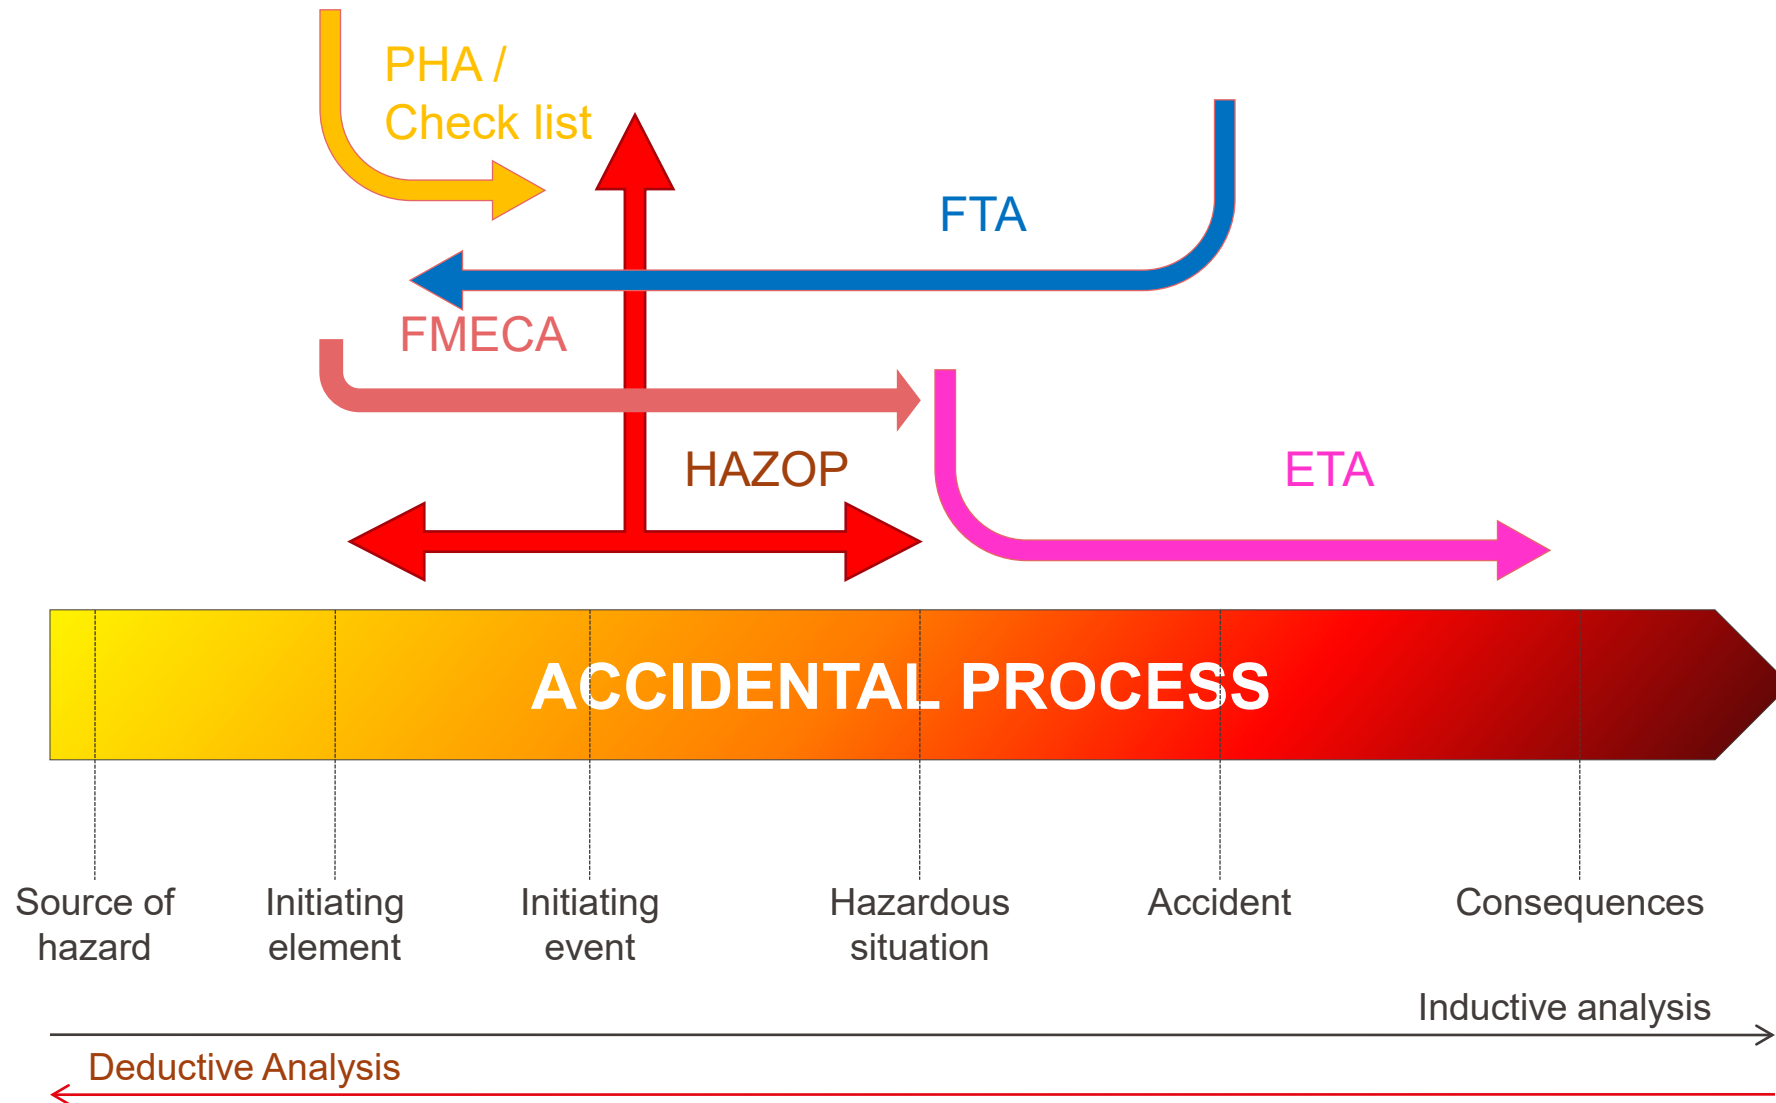 PHA /
Check list
FTA
FMECA
HAZOP
ETA
ACCIDENTAL PROCESS
Source of
hazard
Initiating
element
Initiating
event
Hazardous
situation
Accident
Consequences
Inductive analysis
Deductive Analysis